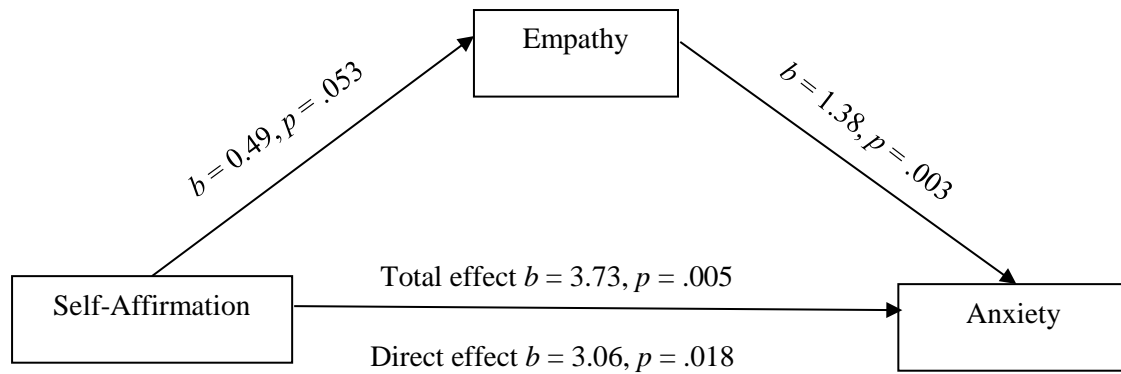 Empathy
b = 0.49, p = .053
b = 1.38, p = .003
Total effect b = 3.73, p = .005
Self-Affirmation
Anxiety
Direct effect b = 3.06, p = .018